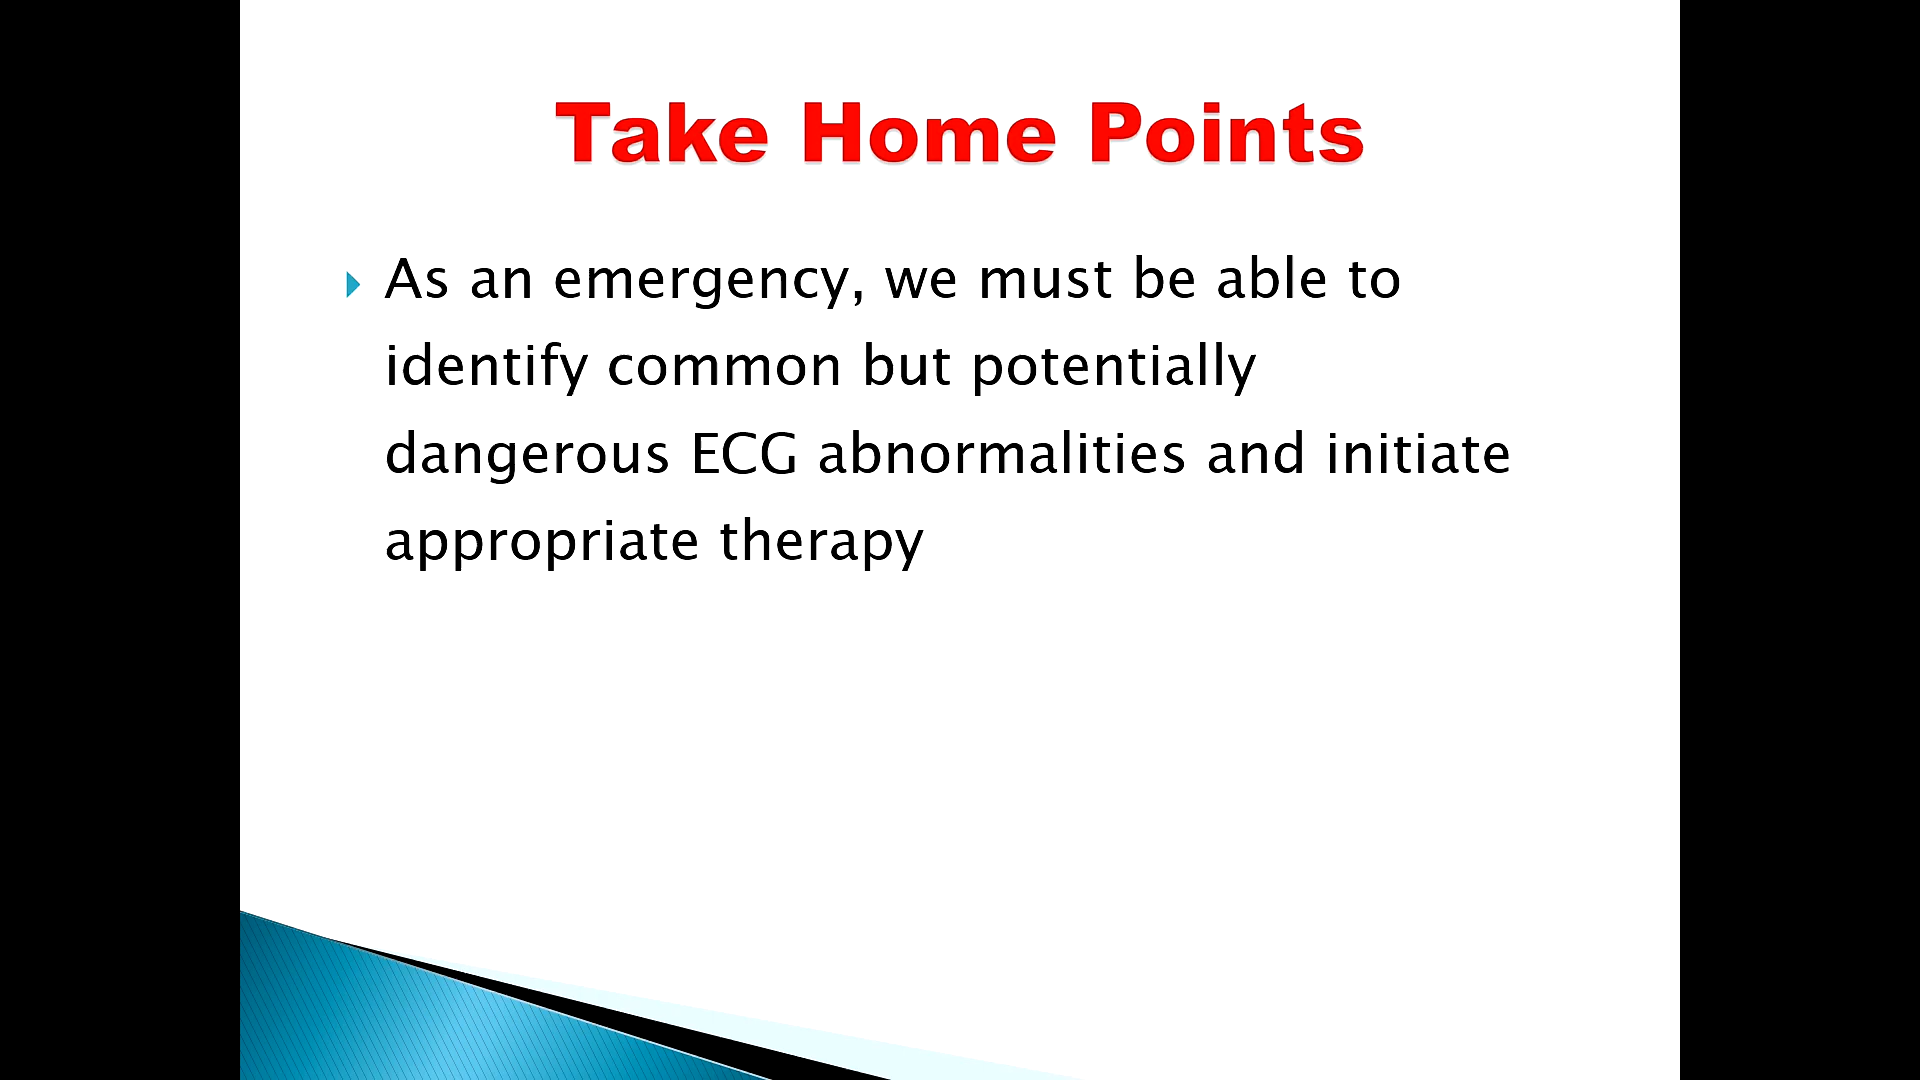 Take Home Points
As an emergency, we must be able to
identify common but potentially
dangerous ECG abnormalities and initiate
appropriate therapy